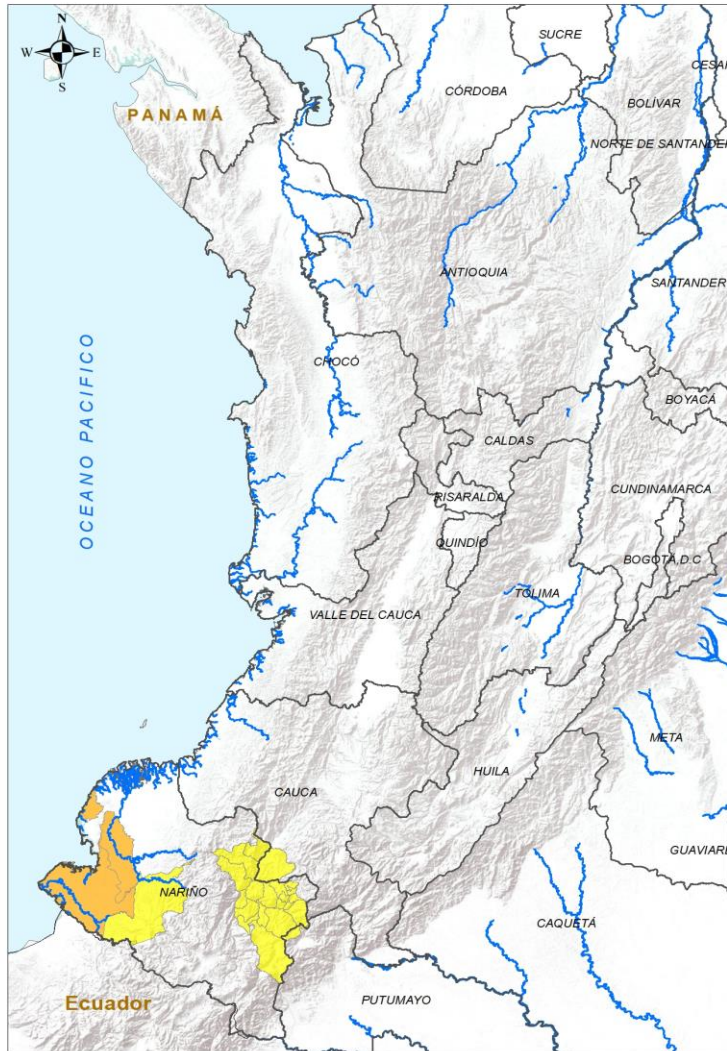 N
W E
S
SUCRE
CESAR
CÓRDOBA
BOLÍVAR
PANAMÁ
NORTE DE SANTANDER
ANTIOQUIA
SANTANDER
OCEANO PACIFICO
CHOCÓ
BOYACÁ
CALDAS
CUNDINAMARCA
RISARALDA
QUINDÍO
BOGOTÁ, D.C
TOLIMA
VALLE DEL CAUCA
META
HUILA
CAUCA
GUAVIARE
NARIÑO
CAQUETÁ
Ecuador
PUTUMAYO